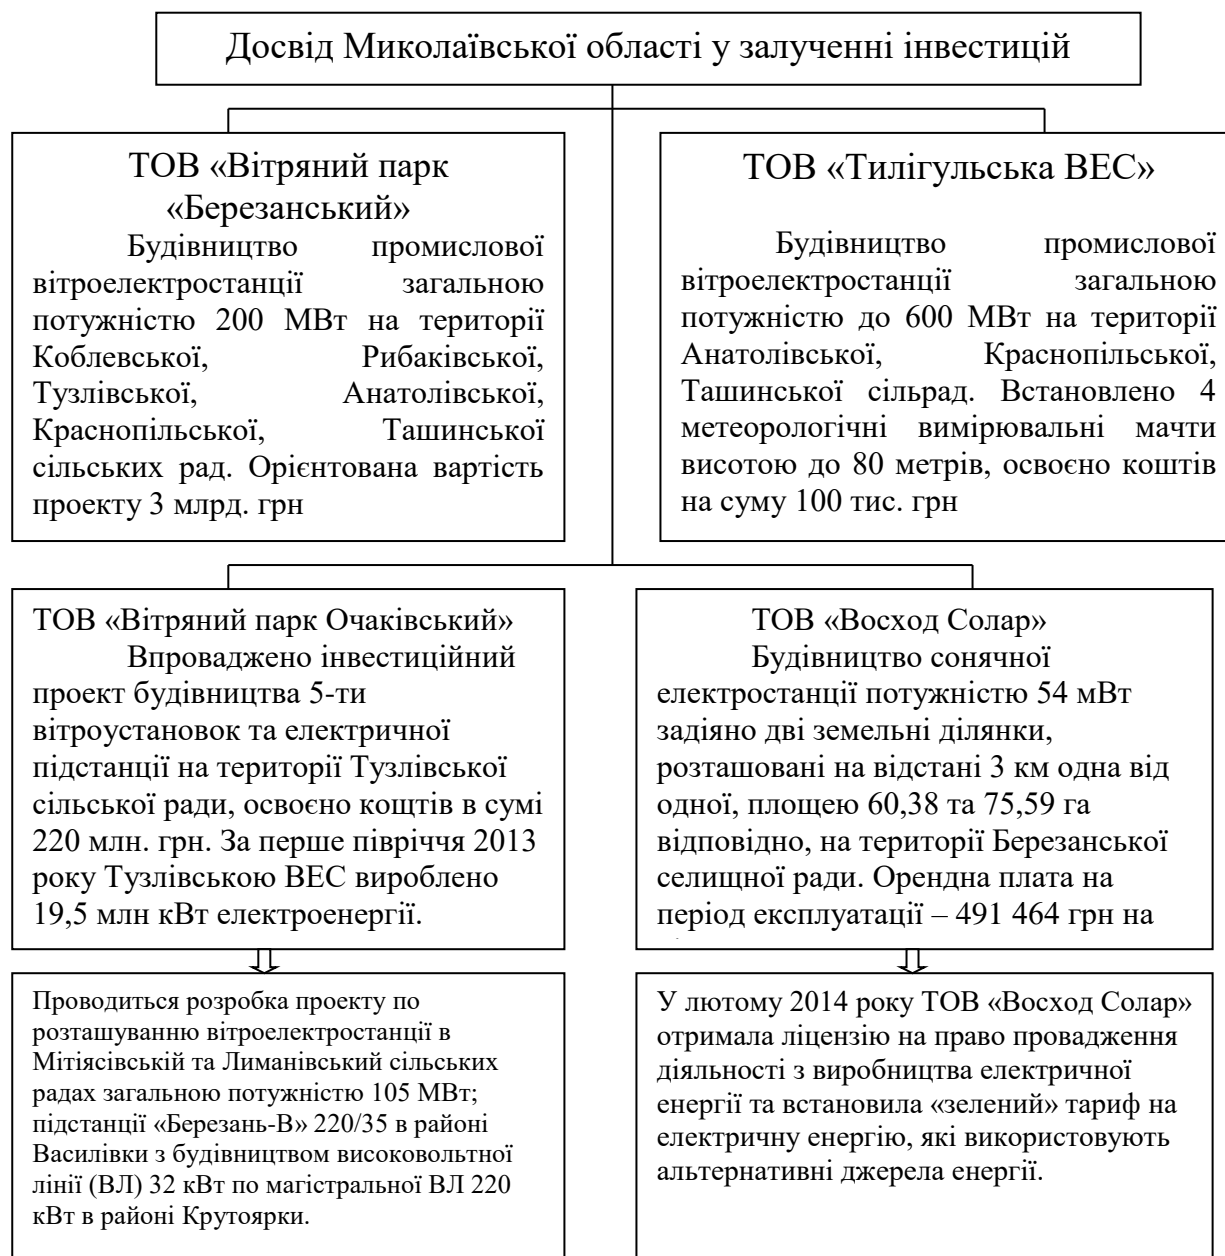 Досвід Миколаївської області у залученні інвестицій
ТОВ «Вітряний парк
«Березанський»
Будівництво промислової
вітроелектростанції загальною
потужністю 200 МВт на території
Коблевської, Рибаківської,
Тузлівської, Анатолівської,
Краснопільської, Ташинської
сільських рад. Орієнтована вартість
проекту 3 млрд. грн
ТОВ «Тилігульська ВЕС»
Будівництво промислової
вітроелектростанції загальною
потужністю до 600 МВт на території
Анатолівської, Краснопільської,
Ташинської сільрад. Встановлено 4
метеорологічні вимірювальні мачти
висотою до 80 метрів, освоєно коштів
на суму 100 тис. грн
ТОВ «Вітряний парк Очаківський»
Впроваджено інвестиційний
проект будівництва 5-ти
вітроустановок та електричної
підстанції на території Тузлівської
сільської ради, освоєно коштів в сумі
220 млн. грн. За перше півріччя 2013
року Тузлівською ВЕС вироблено
19,5 млн кВт електроенергії.
ТОВ «Восход Солар»
Будівництво сонячної
електростанції потужністю 54 мВт
задіяно дві земельні ділянки,
розташовані на відстані 3 км одна від
одної, площею 60,38 та 75,59 га
відповідно, на території Березанської
селищної ради. Орендна плата на
період експлуатації – 491 464 грн на
Проводиться розробка проекту по
розташуванню вітроелектростанції в
Мітіясівській та Лиманівський сільських
радах загальною потужністю 105 МВт;
підстанції «Березань-В» 220/35 в районі
Василівки з будівництвом високовольтної
лінії (ВЛ) 32 кВт по магістральної ВЛ 220
кВт в районі Крутоярки.
У лютому 2014 року ТОВ «Восход Солар»
отримала ліцензію на право провадження
діяльності з виробництва електричної
енергії та встановила «зелений» тариф на
електричну енергію, які використовують
альтернативні джерела енергії.